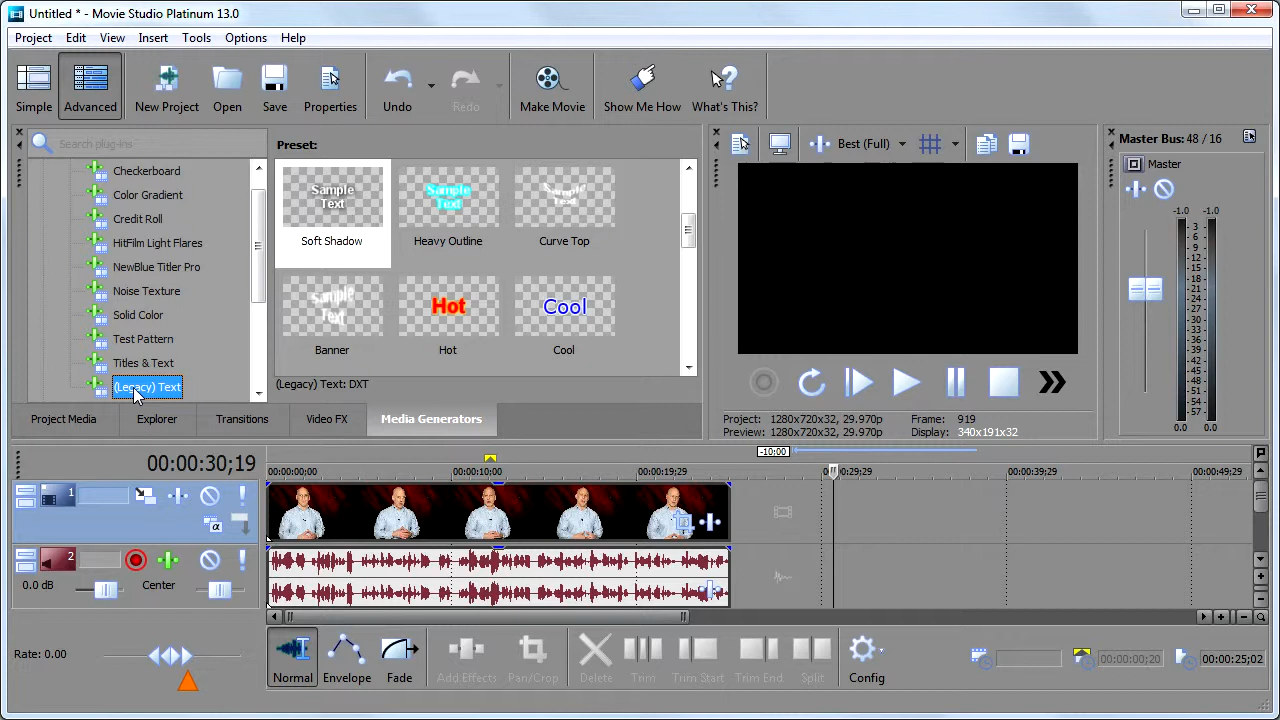 Untitled * - Movie Studio Platinum 13.0
Project Edit View Insert Tools Options Help
Simple Advanced New Project Open Save Properties Undo Redo Make Movie Show Me How What's This?
Search plug-ins
Checkerboard
Color Gradient
Credit Roll
HitFilm Light Flares
NewBlue Titler Pro
Noise Texture
Solid Color
Test Pattern
Titles & Text
(Legacy) Text
Preset:
Sample
Text
Soft Shadow
Sample
Text
Heavy Outline
Sample
Text
Curve Top
Sample
Text
Banner
Hot
Hot
Cool
Cool
(Legacy) Text: DXT
Project Media Explorer Transitions Video FX Media Generators
Best (Full)
Project: 1280x720x32, 29.970p Frame: 919
Preview: 1280x720x32, 29.970p Display: 340x191x32
Master Bus: 48 / 16
Master
-1.0 -1.0
3
6
9
12
15
18
21
24
27
30
33
36
39
42
45
48
51
54
57
0.0 0.0
00:00:30;19
-10:00
00:00:00;00 00:00:10;00 00:00:19;29 00:00:29;29 00:00:39;29 00:00:49;29
1
2
0.0 dB Center
Rate: 0.00
Normal Envelope Fade Add Effects Pan/Crop Delete Trim Trim Start Trim End Split Config
00:00:00;20 00:00:25;02